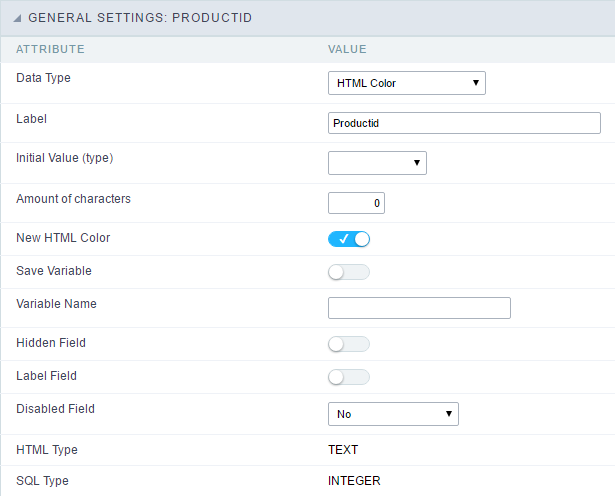 GENERAL SETTINGS: PRODUCTID
ATTRIBUTE VALUE
Data Type HTML Color
Label Productid
Initial Value (type)
Amount of characters 0
New HTML Color
Save Variable
Variable Name
Hidden Field
Label Field
Disabled Field No
HTML Type TEXT
SQL Type INTEGER